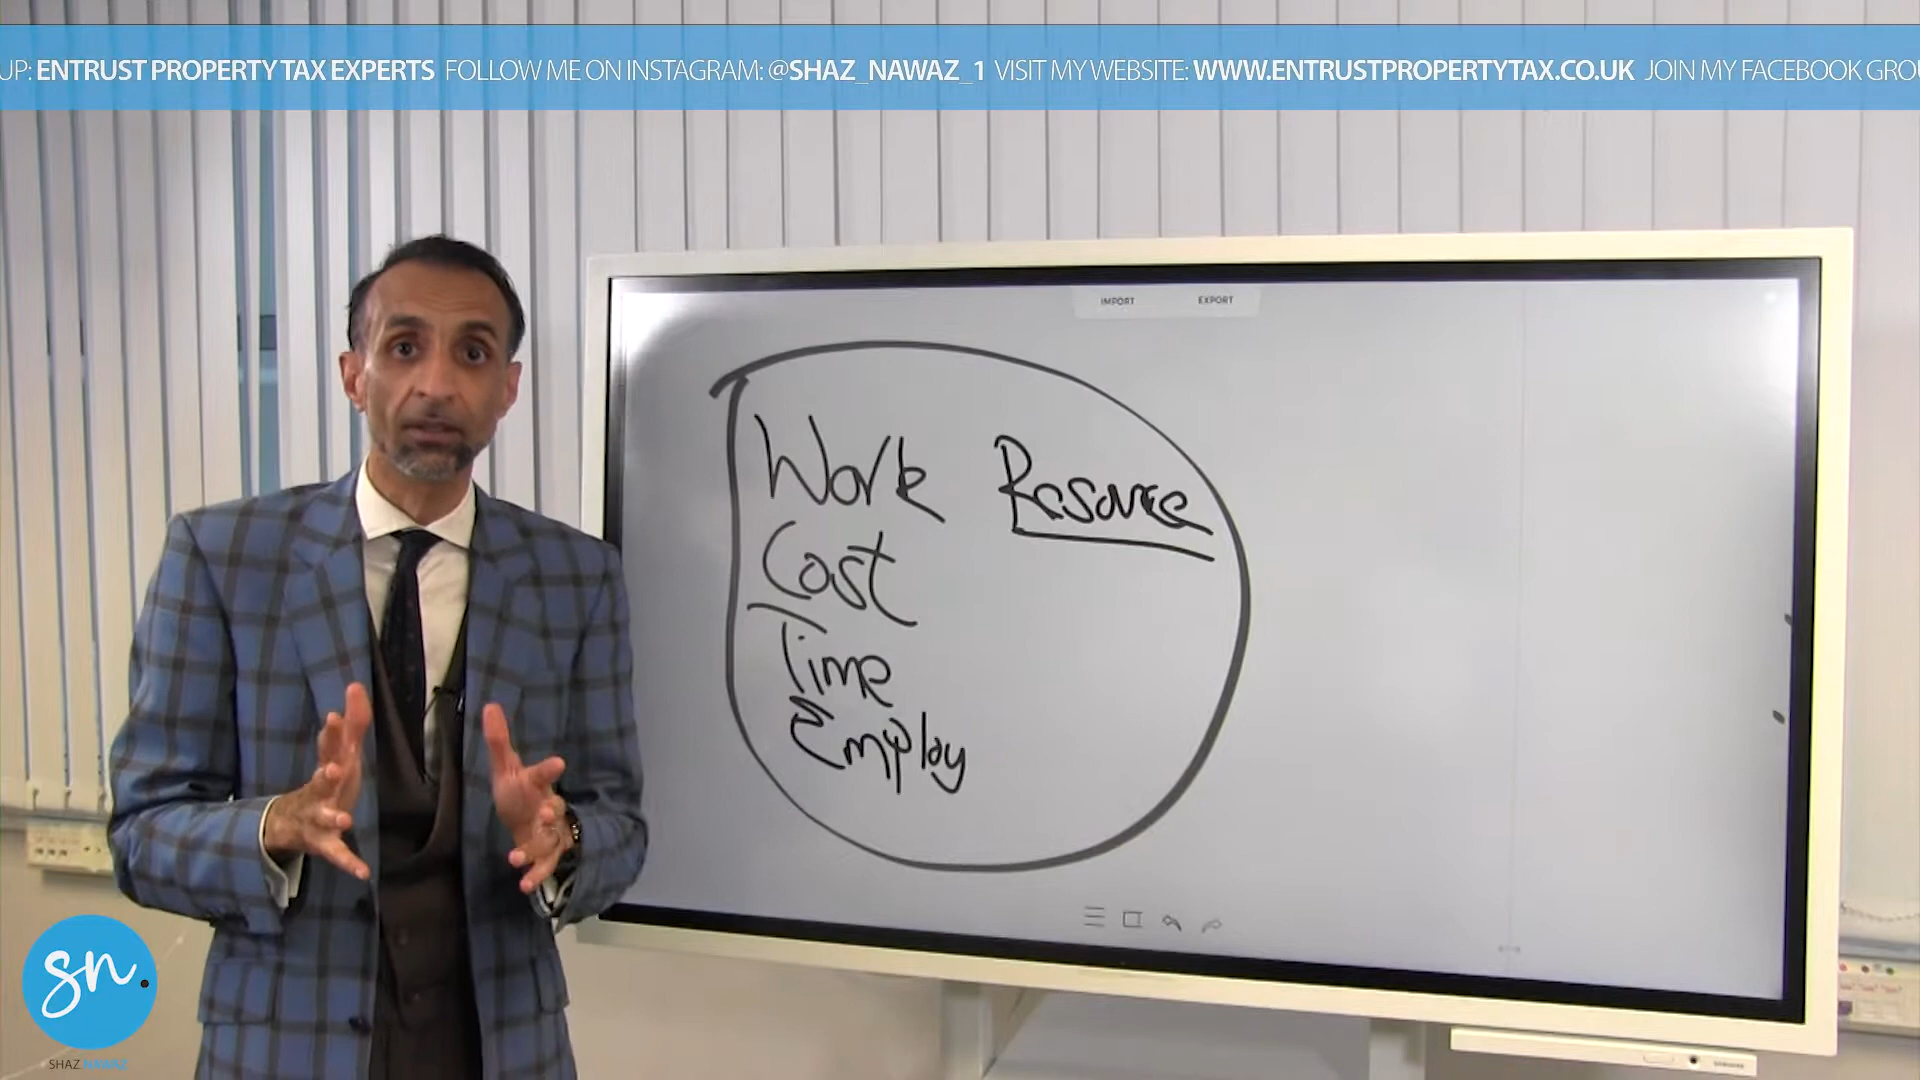 UP: ENTRUST PROPERTY TAX EXPERTS FOLLOW ME ON INSTAGRAM: @SHAZ_NAWAZ_1 VISIT MY WEBSITE: WWW.ENTRUSTPROPERTYTAX.CO.UK JOIN MY FACEBOOK GROU
IMPORT EXPORT
Work Resource
Cost
Time
Employ
sn.
SHAZ NAWAZ
SAMSUNG